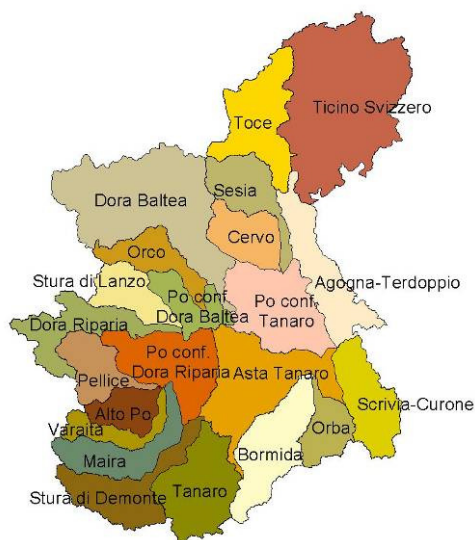 Ticino Svizzero
Toce
Sesia
Dora Baltea
Cervo
Orco
Stura di Lanzo
Agogna-Terdoppio
Po conf.
Dora Baltea
Po conf.
Tanaro
Dora Riparia
Po conf.
Dora Riparia
Asta Tanaro
Pellice
Scrivia-Curone
Alto Po
Varaita
Orba
Bormida
Maira
Stura di Demonte
Tanaro